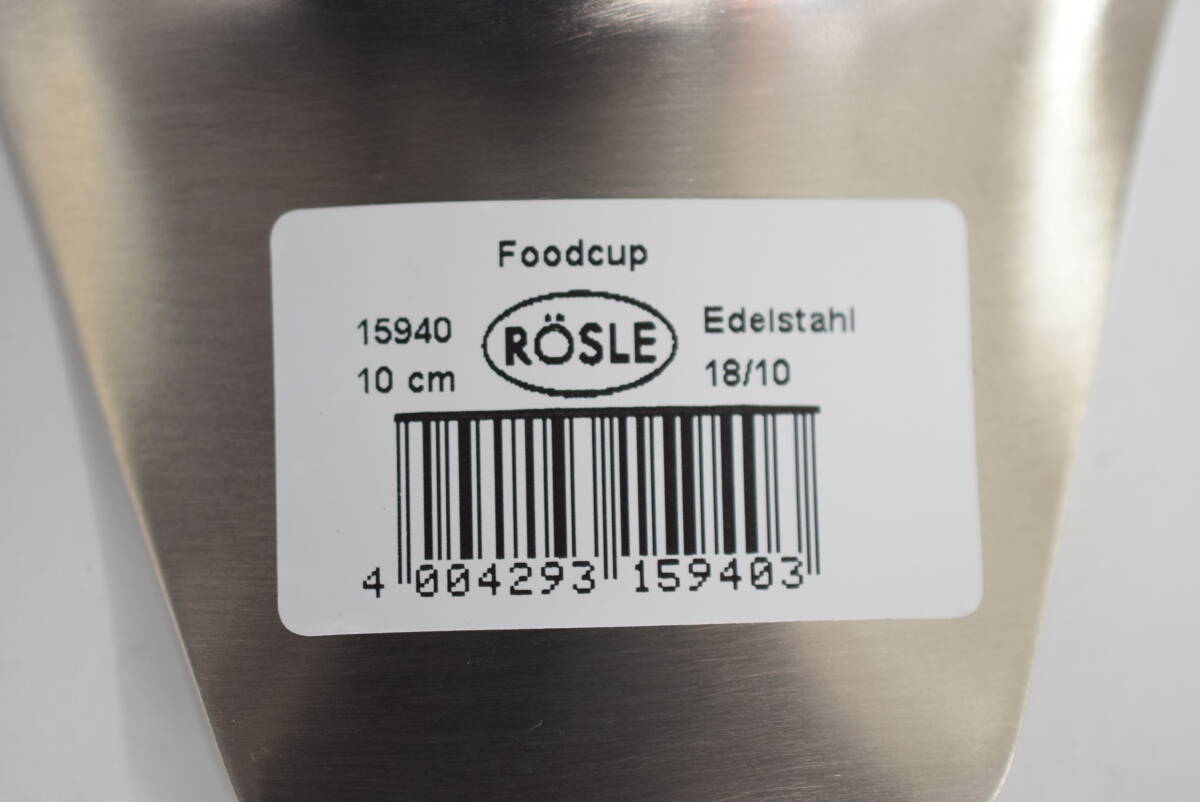 Foodcup
15940
10 cm
RÖSLE
Edelstahl
18/10
4 004293 159403